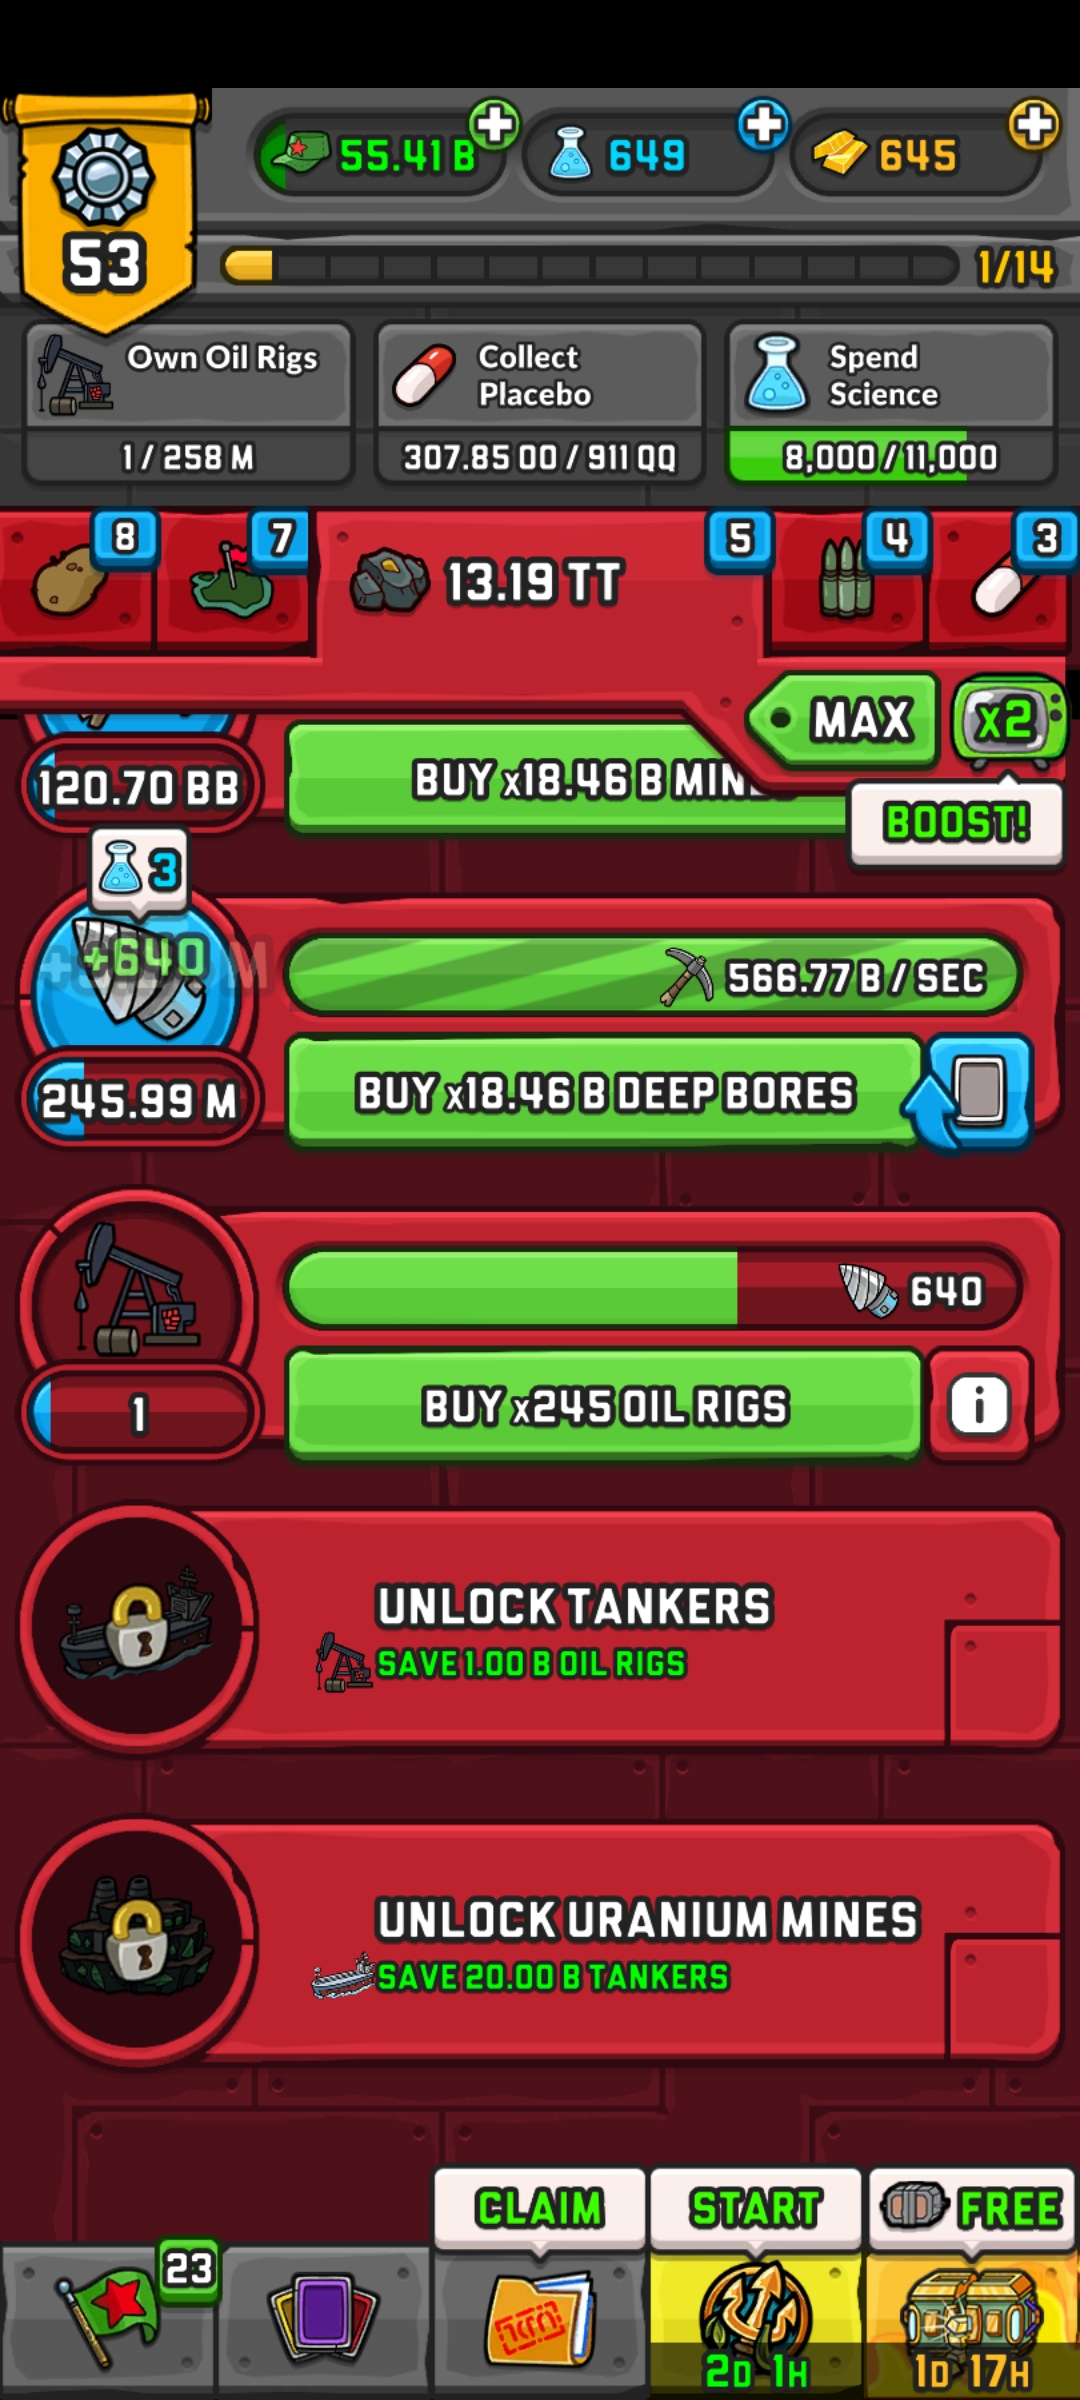 55.41 B
649
645
53
1/14
Own Oil Rigs
1 / 258 M
Collect
Placebo
307.85 OO / 911 QQ
Spend
Science
8,000 / 11,000
8
7
13.19 TT
5
4
3
MAX
x2
BOOST!
120.70 BB
BUY x18.46 B
3
+640
566.77 B / SEC
245.99 M
BUY x18.46 B DEEP BORES
640
1
BUY x245 OIL RIGS
i
UNLOCK TANKERS
SAVE 1.00 B OIL RIGS
UNLOCK URANIUM MINES
SAVE 20.00 B TANKERS
CLAIM
START
FREE
23
2D 1H
1D 17H